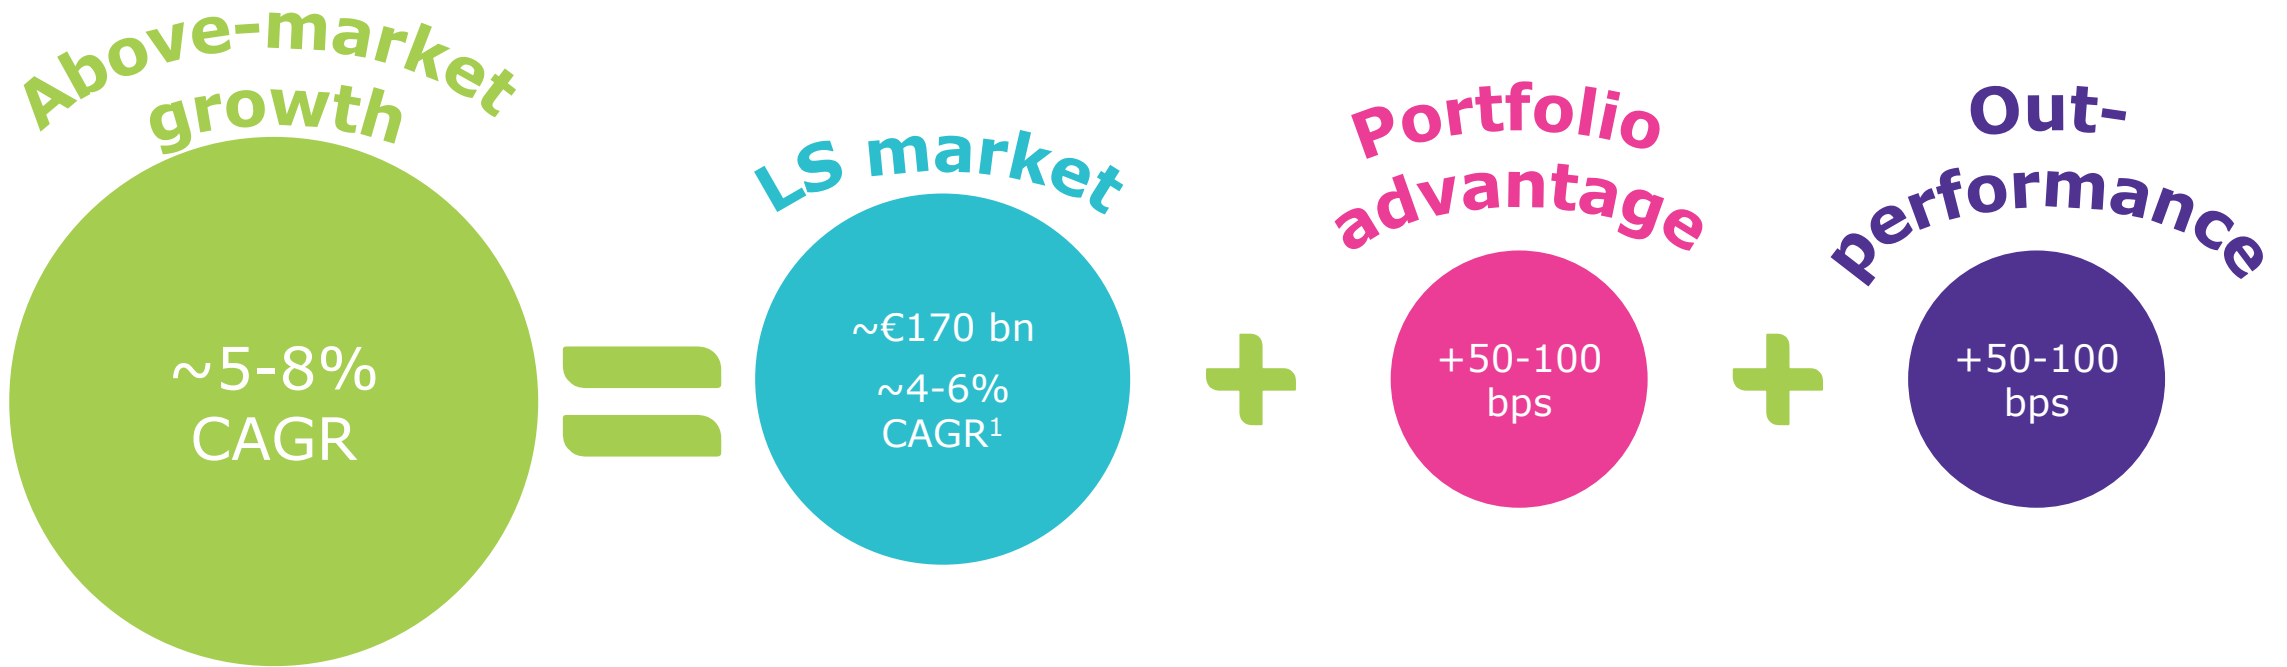 Above-market
growth
~5-8%
CAGR
LS market
~€170 bn
~4-6%
CAGR¹
Portfolio
advantage
+50-100
bps
Out-
performance
+50-100
bps